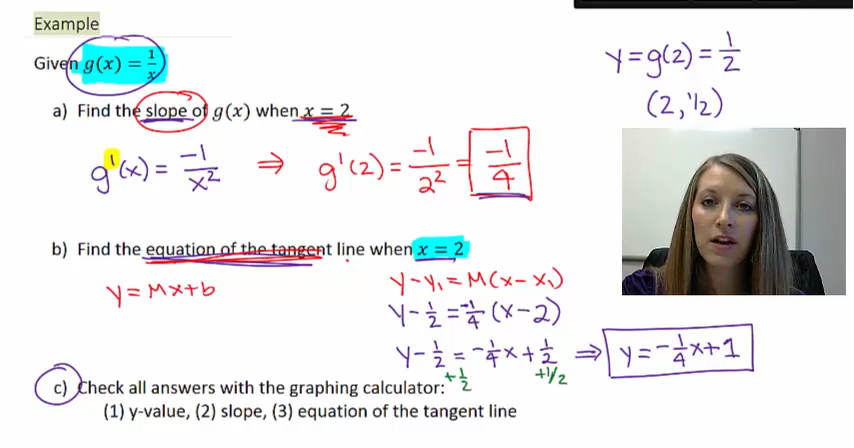 Example
Given g(x) = 1/x
y = g(2) = 1/2
(2, 1/2)
a) Find the slope of g(x) when x = 2
g'(x) = -1/x² ⇒ g'(2) = -1/2² = -1/4
b) Find the equation of the tangent line when x = 2
y = Mx+b
y - y₁ = M(x - x₁)
y - 1/2 = -1/4 (x - 2)
y - 1/2 = -1/4 x + 1/2 ⇒ y = -1/4 x + 1
+1/2 +1/2
c) Check all answers with the graphing calculator:
(1) y-value, (2) slope, (3) equation of the tangent line